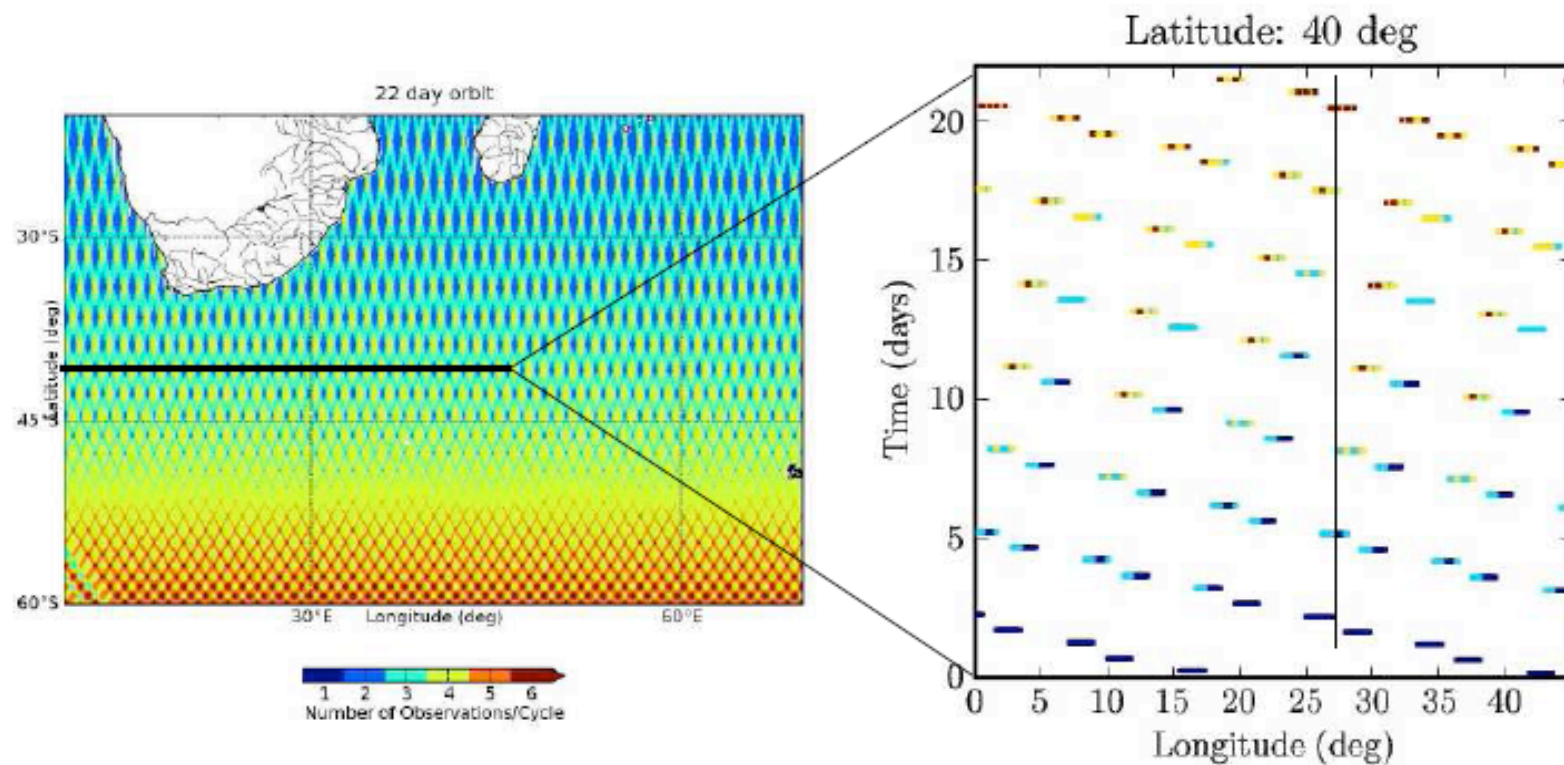 22 day orbit
30°S
45°S
60°S
Latitude (deg)
30°E
Longitude (deg)
60°E
1 2 3 4 5 6
Number of Observations/Cycle
Latitude: 40 deg
20
15
10
5
0
Time (days)
0 5 10 15 20 25 30 35 40
Longitude (deg)